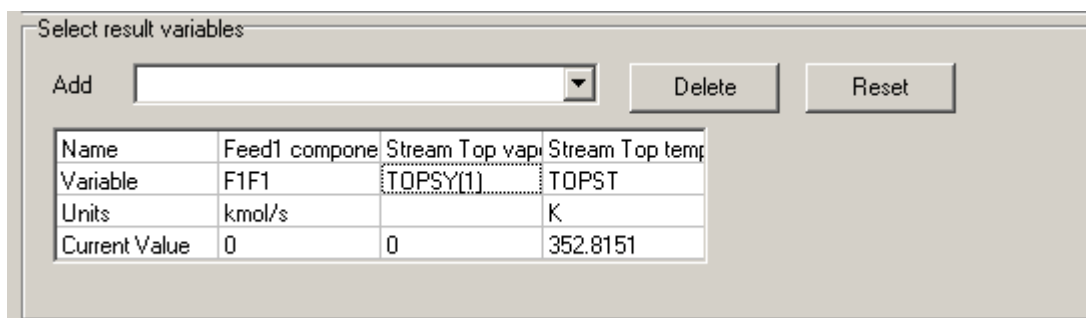 Select result variables
Add Delete Reset
Name Feed1 compone Stream Top vap Stream Top temp
Variable F1F1 TOPSY(1) TOPST
Units kmol/s K
Current Value 0 0 352.8151